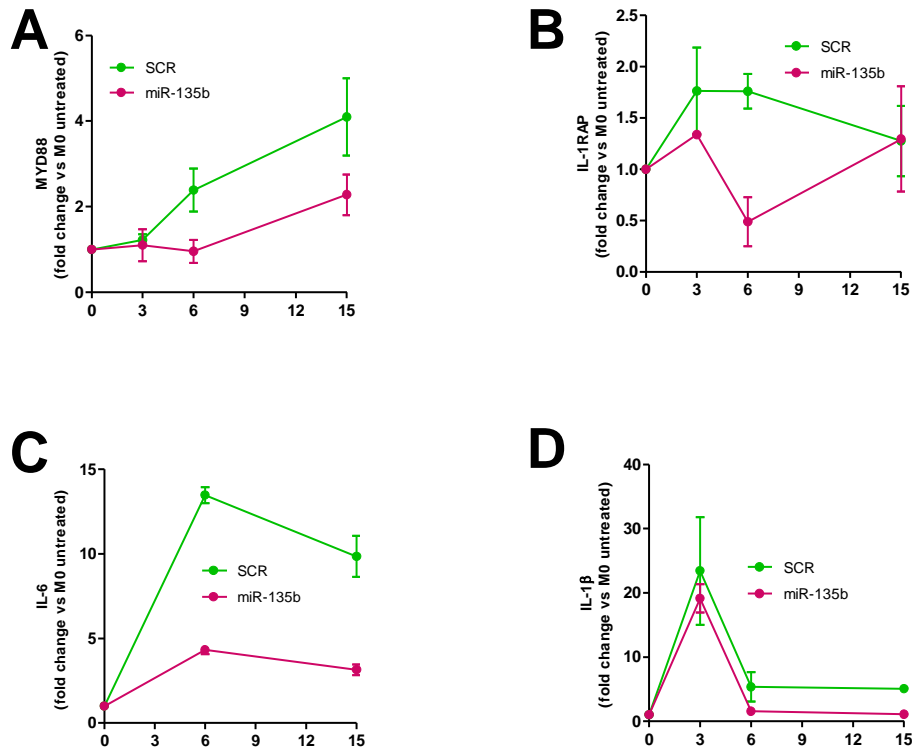 A
MYD88
(fold change vs M0 untreated)
6
4
2
0
SCR
miR-135b
0 3 6 9 12 15
B
IL-1RAP
(fold change vs M0 untreated)
2.5
2.0
1.5
1.0
0.5
0.0
SCR
miR-135b
0 3 6 9 12 15
C
IL-6
(fold change vs M0 untreated)
15
10
5
0
SCR
miR-135b
0 3 6 9 12 15
D
IL-1β
(fold change vs M0 untreated)
40
30
20
10
0
SCR
miR-135b
0 3 6 9 12 15